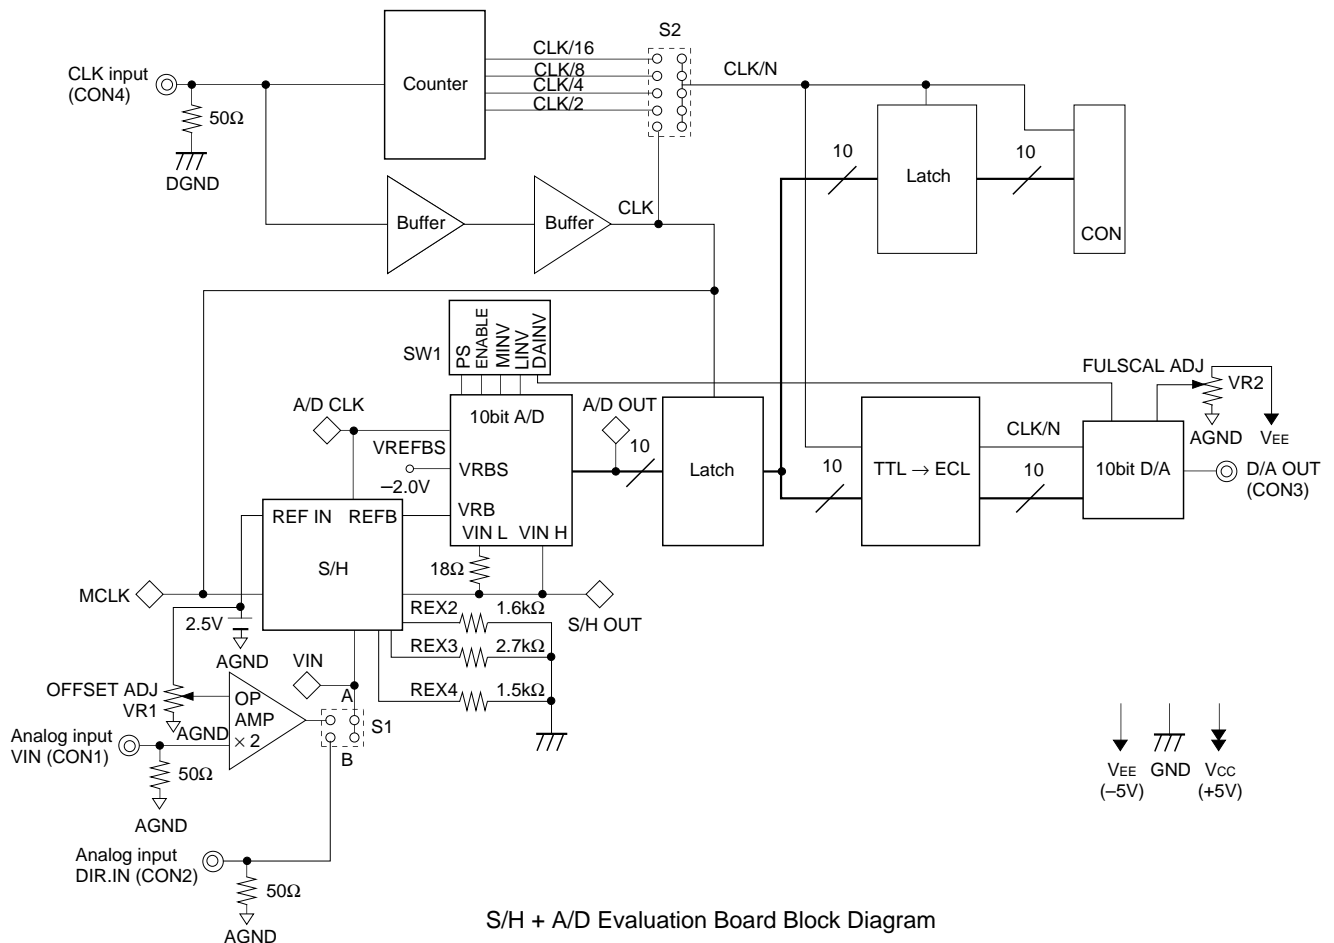 S2
CLK/16
CLK/8
CLK/4
CLK/2
CLK/N
CLK input
(CON4)
Counter
50Ω
DGND
10
10
Latch
CON
Buffer
Buffer
CLK
SW1
PS
ENABLE
MINV
LINV
DAINV
FULSCAL ADJ
VR2
AGND
VEE
A/D CLK
10bit A/D
A/D OUT
VREFBS
VRBS
–2.0V
10
Latch
10
TTL → ECL
CLK/N
10
10bit D/A
D/A OUT
(CON3)
REF IN
REFB
VRB
VIN L
VIN H
S/H
18Ω
MCLK
S/H OUT
2.5V
AGND
REX2
1.6kΩ
REX3
2.7kΩ
REX4
1.5kΩ
VIN
A
OFFSET ADJ
VR1
AGND
OP
AMP
× 2
S1
B
Analog input
VIN (CON1)
50Ω
AGND
Analog input
DIR.IN (CON2)
50Ω
AGND
VEE
(–5V)
GND
VCC
(+5V)
S/H + A/D Evaluation Board Block Diagram